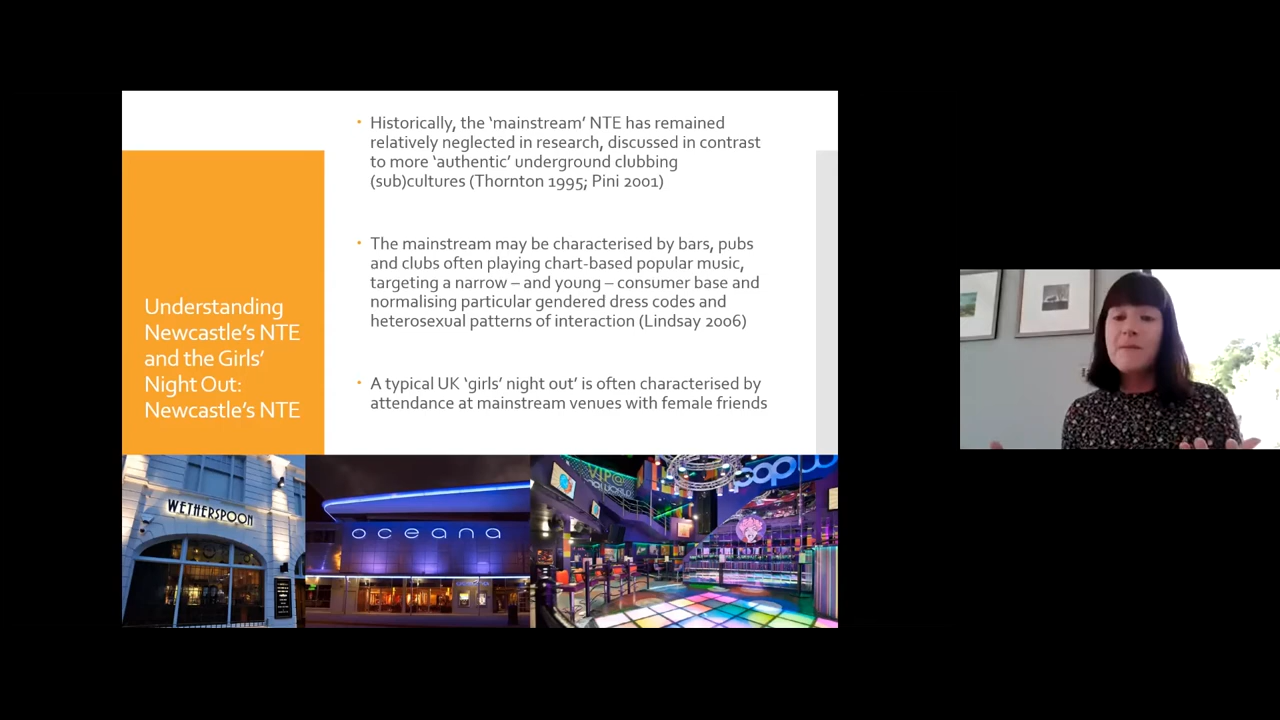 Historically, the ‘mainstream’ NTE has remained
relatively neglected in research, discussed in contrast
to more ‘authentic’ underground clubbing
(sub)cultures (Thornton 1995; Pini 2001)
The mainstream may be characterised by bars, pubs
and clubs often playing chart-based popular music,
targeting a narrow – and young – consumer base and
normalising particular gendered dress codes and
heterosexual patterns of interaction (Lindsay 2006)
A typical UK ‘girls’ night out’ is often characterised by
attendance at mainstream venues with female friends
Understanding
Newcastle’s NTE
and the Girls’
Night Out:
Newcastle’s NTE
WETHERSPOON
oceana
VIP@
WORLD